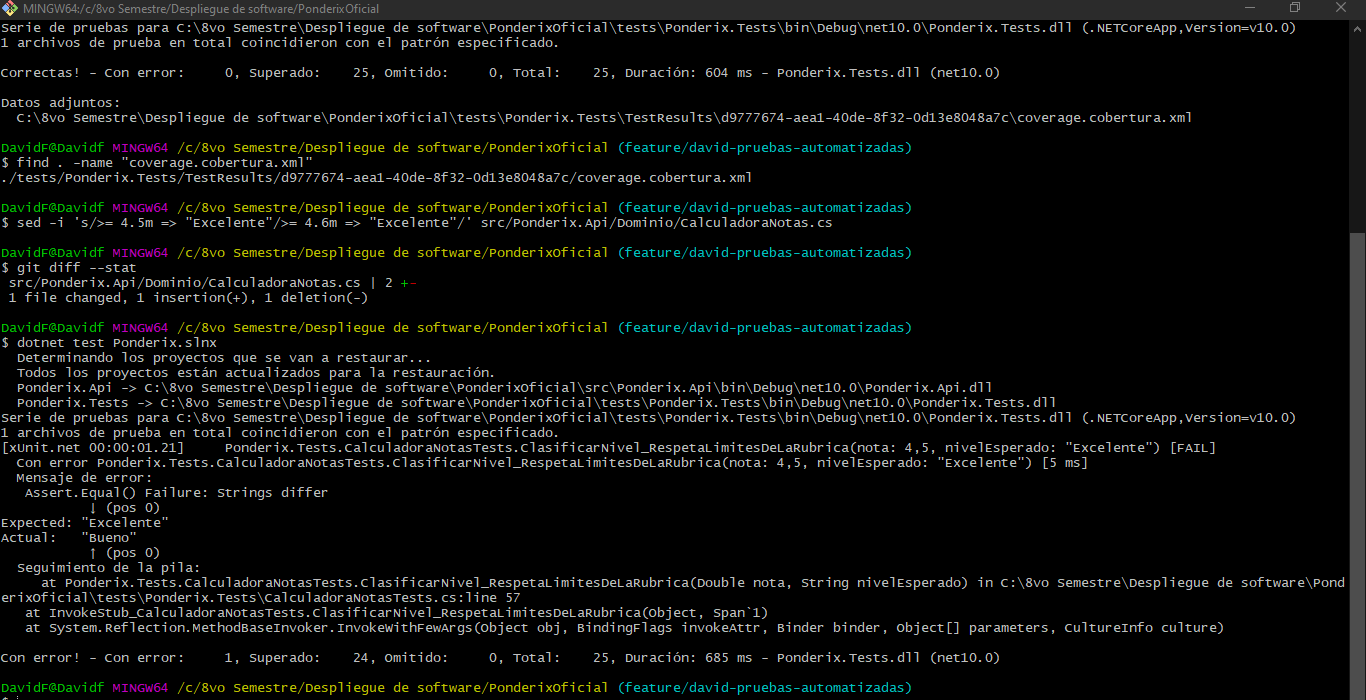 MINGW64:/c/8vo Semestre/Despliegue de software/PonderixOficial
Serie de pruebas para C:\8vo Semestre\Despliegue de software\PonderixOficial\tests\Ponderix.Tests\bin\Debug\net10.0\Ponderix.Tests.dll (.NETCoreApp,Version=v10.0)
1 archivos de prueba en total coincidieron con el patrón especificado.
Correctas! - Con error:     0, Superado:    25, Omitido:     0, Total:    25, Duración: 604 ms - Ponderix.Tests.dll (net10.0)
Datos adjuntos:
  C:\8vo Semestre\Despliegue de software\PonderixOficial\tests\Ponderix.Tests\TestResults\d9777674-aea1-40de-8f32-0d13e8048a7c\coverage.cobertura.xml
DavidF@Davidf MINGW64 /c/8vo Semestre/Despliegue de software/PonderixOficial (feature/david-pruebas-automatizadas)
$ find . -name "coverage.cobertura.xml"
./tests/Ponderix.Tests/TestResults/d9777674-aea1-40de-8f32-0d13e8048a7c/coverage.cobertura.xml
DavidF@Davidf MINGW64 /c/8vo Semestre/Despliegue de software/PonderixOficial (feature/david-pruebas-automatizadas)
$ sed -i 's/>= 4.5m => "Excelente"/>= 4.6m => "Excelente"/' src/Ponderix.Api/Dominio/CalculadoraNotas.cs
DavidF@Davidf MINGW64 /c/8vo Semestre/Despliegue de software/PonderixOficial (feature/david-pruebas-automatizadas)
$ git diff --stat
 src/Ponderix.Api/Dominio/CalculadoraNotas.cs | 2 +-
 1 file changed, 1 insertion(+), 1 deletion(-)
DavidF@Davidf MINGW64 /c/8vo Semestre/Despliegue de software/PonderixOficial (feature/david-pruebas-automatizadas)
$ dotnet test Ponderix.slnx
  Determinando los proyectos que se van a restaurar...
  Todos los proyectos están actualizados para la restauración.
  Ponderix.Api -> C:\8vo Semestre\Despliegue de software\PonderixOficial\src\Ponderix.Api\bin\Debug\net10.0\Ponderix.Api.dll
  Ponderix.Tests -> C:\8vo Semestre\Despliegue de software\PonderixOficial\tests\Ponderix.Tests\bin\Debug\net10.0\Ponderix.Tests.dll
Serie de pruebas para C:\8vo Semestre\Despliegue de software\PonderixOficial\tests\Ponderix.Tests\bin\Debug\net10.0\Ponderix.Tests.dll (.NETCoreApp,Version=v10.0)
1 archivos de prueba en total coincidieron con el patrón especificado.
[xUnit.net 00:00:01.21]     Ponderix.Tests.CalculadoraNotasTests.ClasificarNivel_RespetaLimitesDeLaRubrica(nota: 4,5, nivelEsperado: "Excelente") [FAIL]
  Con error Ponderix.Tests.CalculadoraNotasTests.ClasificarNivel_RespetaLimitesDeLaRubrica(nota: 4,5, nivelEsperado: "Excelente") [5 ms]
  Mensaje de error:
   Assert.Equal() Failure: Strings differ
           ↓ (pos 0)
Expected: "Excelente"
Actual:   "Bueno"
           ↑ (pos 0)
  Seguimiento de la pila:
     at Ponderix.Tests.CalculadoraNotasTests.ClasificarNivel_RespetaLimitesDeLaRubrica(Double nota, String nivelEsperado) in C:\8vo Semestre\Despliegue de software\Pond
erixOficial\tests\Ponderix.Tests\CalculadoraNotasTests.cs:line 57
   at InvokeStub_CalculadoraNotasTests.ClasificarNivel_RespetaLimitesDeLaRubrica(Object, Span`1)
   at System.Reflection.MethodBaseInvoker.InvokeWithFewArgs(Object obj, BindingFlags invokeAttr, Binder binder, Object[] parameters, CultureInfo culture)
Con error! - Con error:     1, Superado:    24, Omitido:     0, Total:    25, Duración: 685 ms - Ponderix.Tests.dll (net10.0)
DavidF@Davidf MINGW64 /c/8vo Semestre/Despliegue de software/PonderixOficial (feature/david-pruebas-automatizadas)